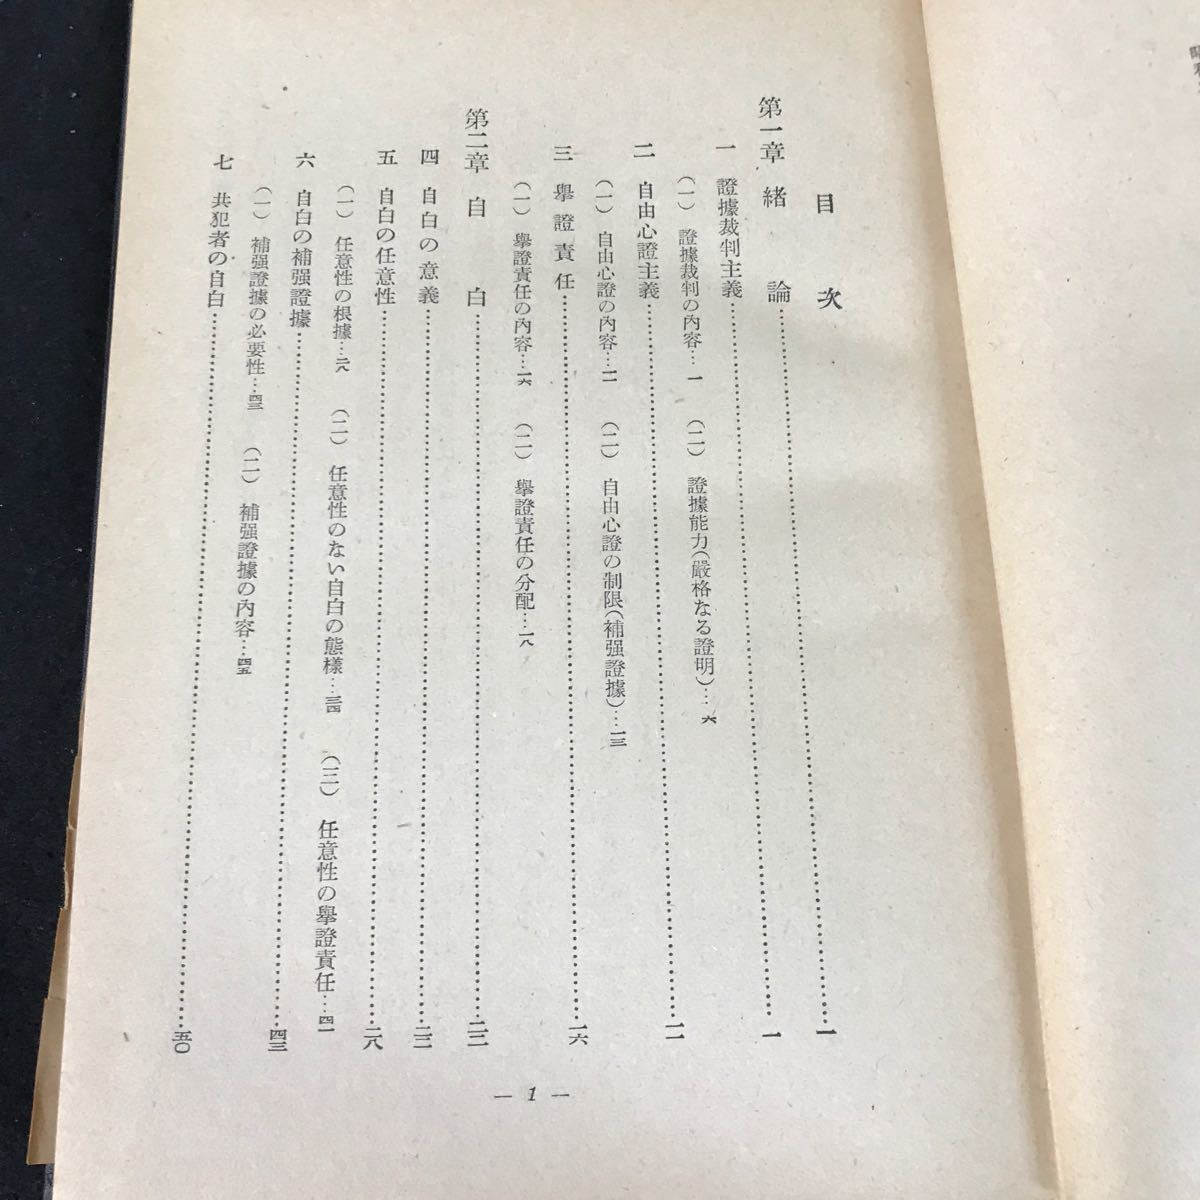 目次
第一章 緒論……一
一 證據裁判主義……一
(一) 證據裁判の內容…一 (二) 證據能力(嚴格なる證明)…六
二 自由心證主義……一一
(一) 自由心證の內容…一一 (二) 自由心證の制限(補强證據)…一三
三 擧證責任……一六
(一) 擧證責任の內容…一六 (二) 擧證責任の分配…一八
第二章 自白……二二
四 自白の意義……二二
五 自白の任意性……二八
(一) 任意性の根據…二八 (二) 任意性のない自白の態樣…三四 (三) 任意性の擧證責任…四一
六 自白の補强證據……四三
(一) 補强證據の必要性…四三 (二) 補强證據の內容…四五
七 共犯者の自白……五〇
— 1 —